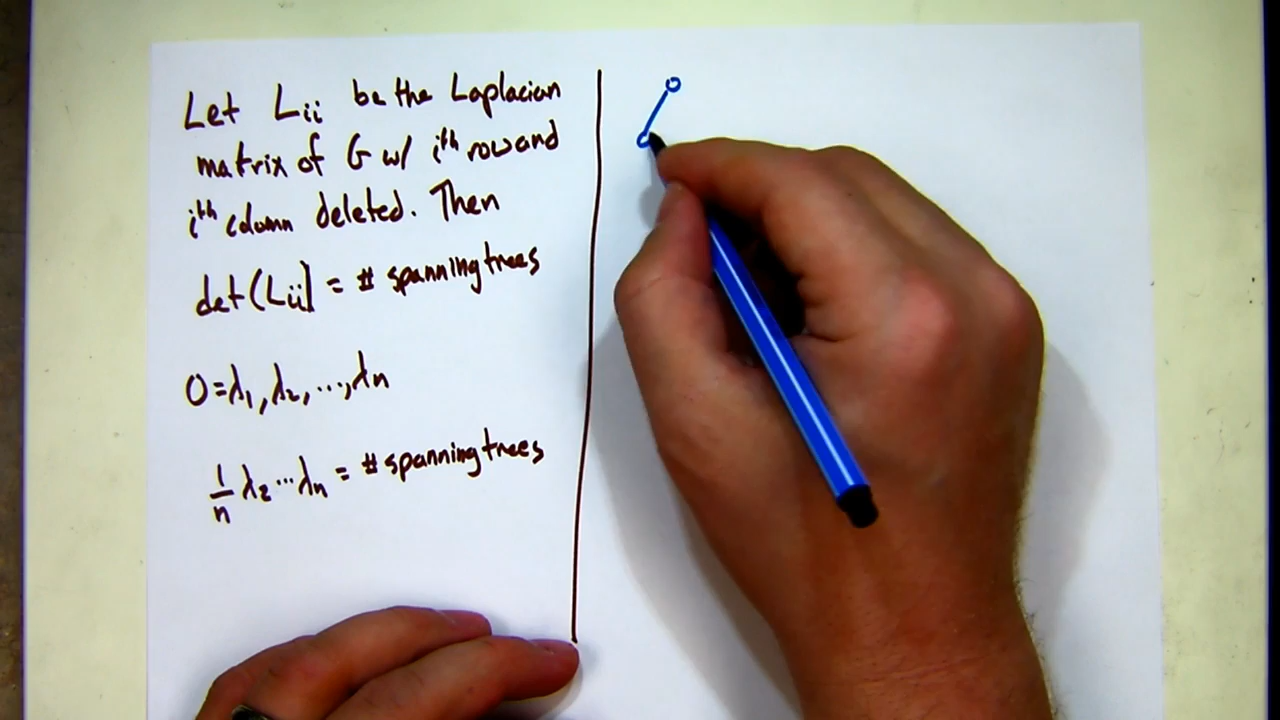 Let Lii be the Laplacian
matrix of G w/ ith row and
ith column deleted. Then
det(Lii) = # spanning trees
0=λ1, λ2, ..., λn
1/n λ2 ... λn = # spanning trees